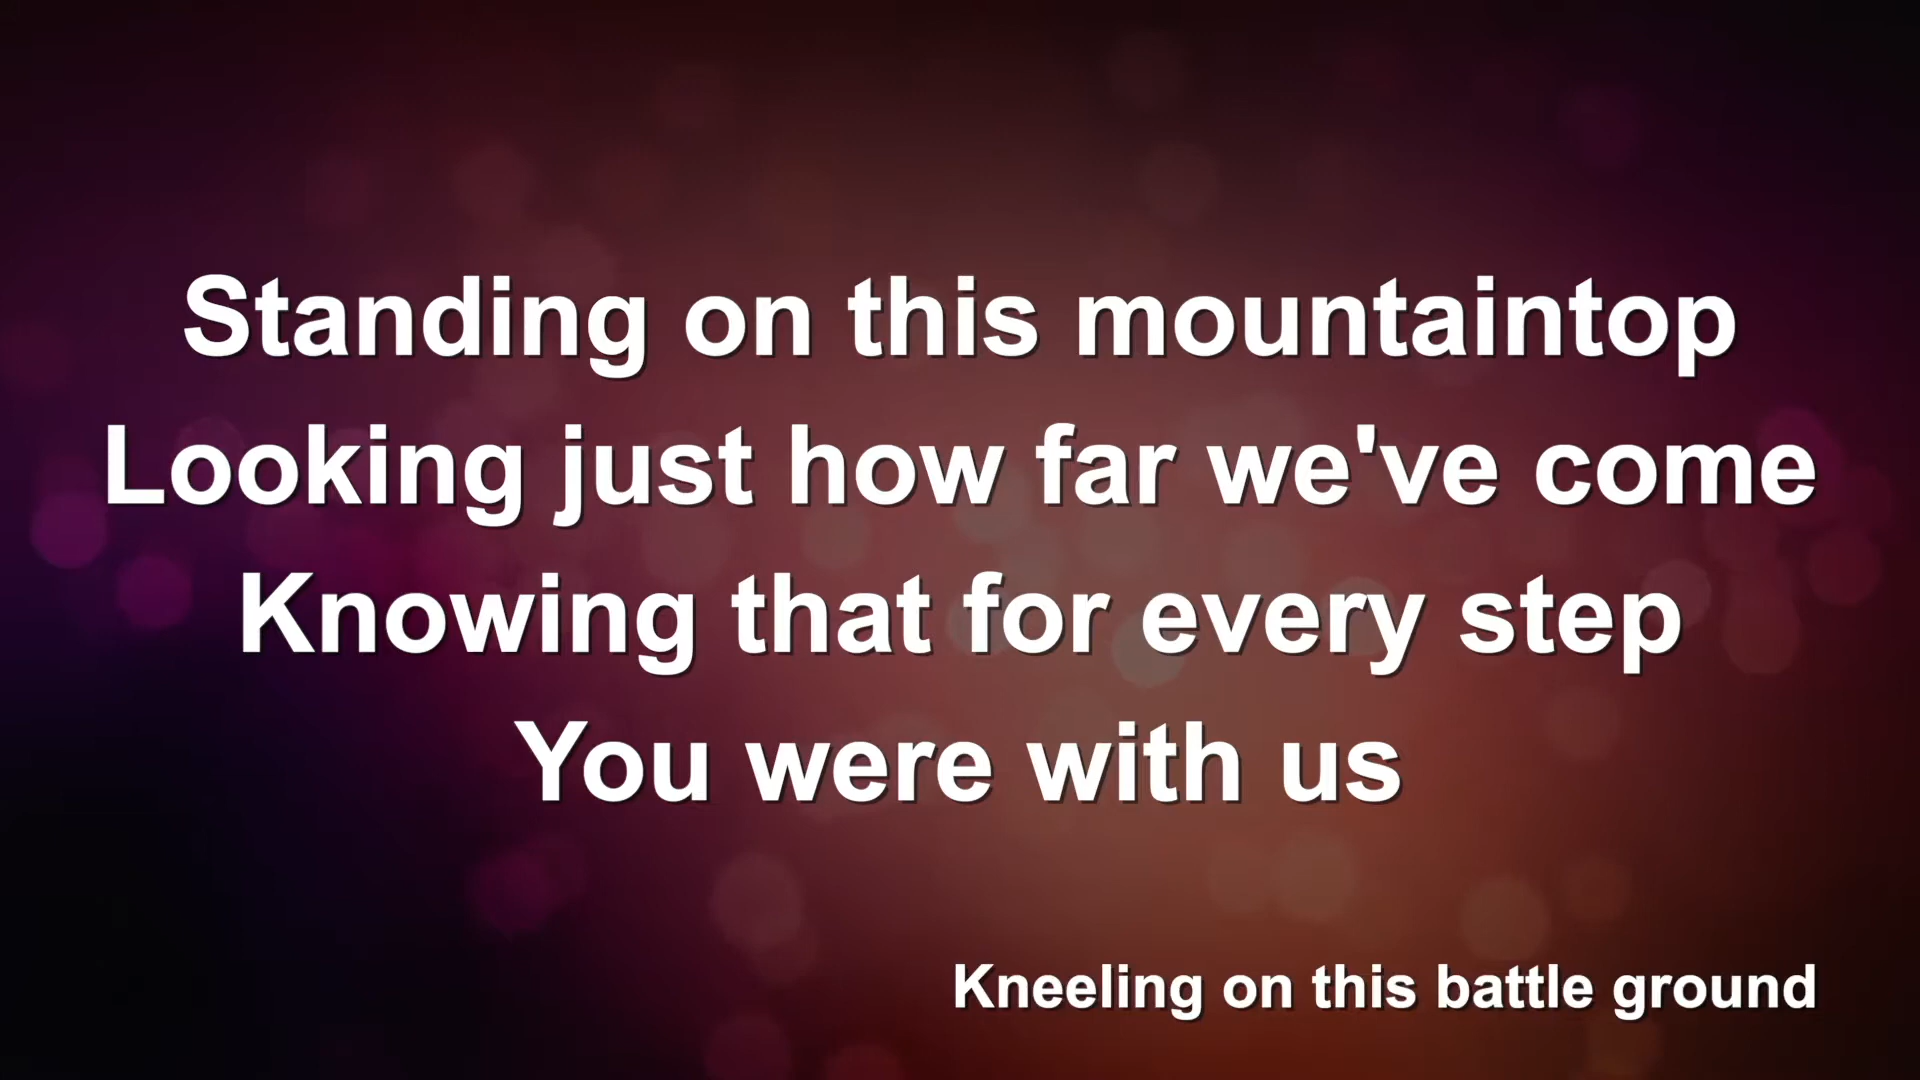 Standing on this mountaintop
Looking just how far we've come
Knowing that for every step
You were with us
Kneeling on this battle ground